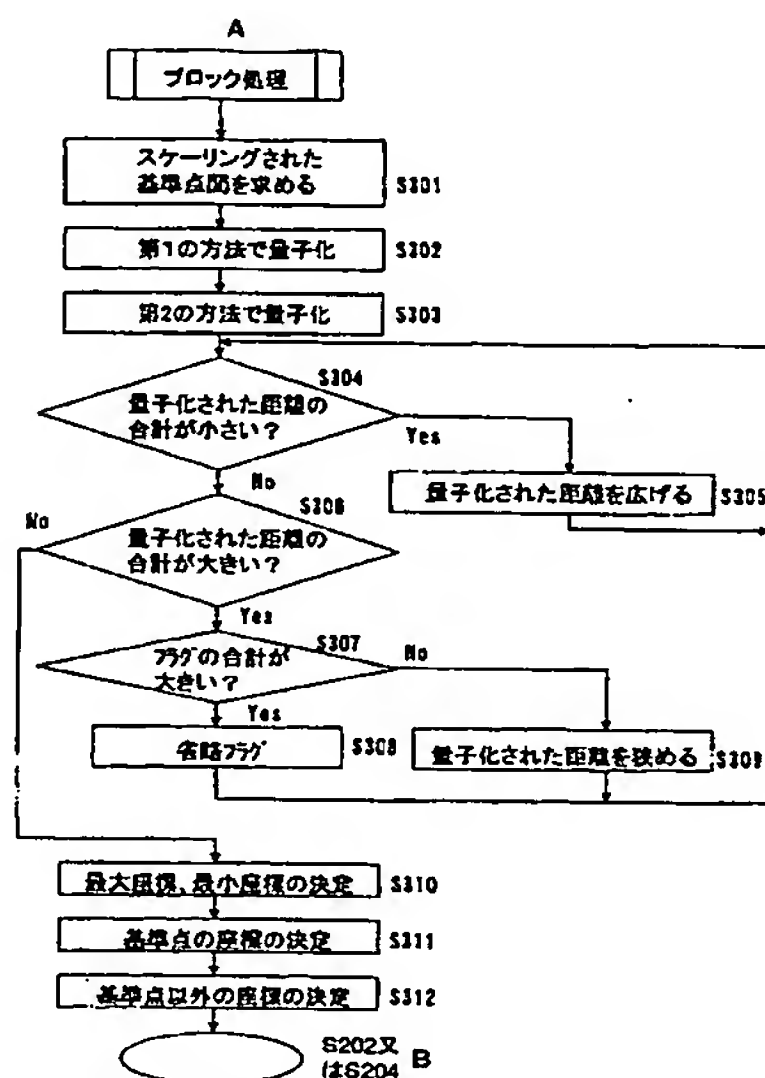 A
ブロック処理
スケーリングされた
基準点間を求める
S301
第1の方法で量子化
S302
第2の方法で量子化
S303
S304
量子化された距離の
合計が小さい?
Yes
No
量子化された距離を広げる
S305
S306
No
量子化された距離の
合計が大きい?
Yes
S307
フラグの合計が
大きい?
No
Yes
省略フラグ
S308
量子化された距離を狭める
S309
最大座標、最小座標の決定
S310
基準点の座標の決定
S311
基準点以外の座標の決定
S312
S202又
はS204
B